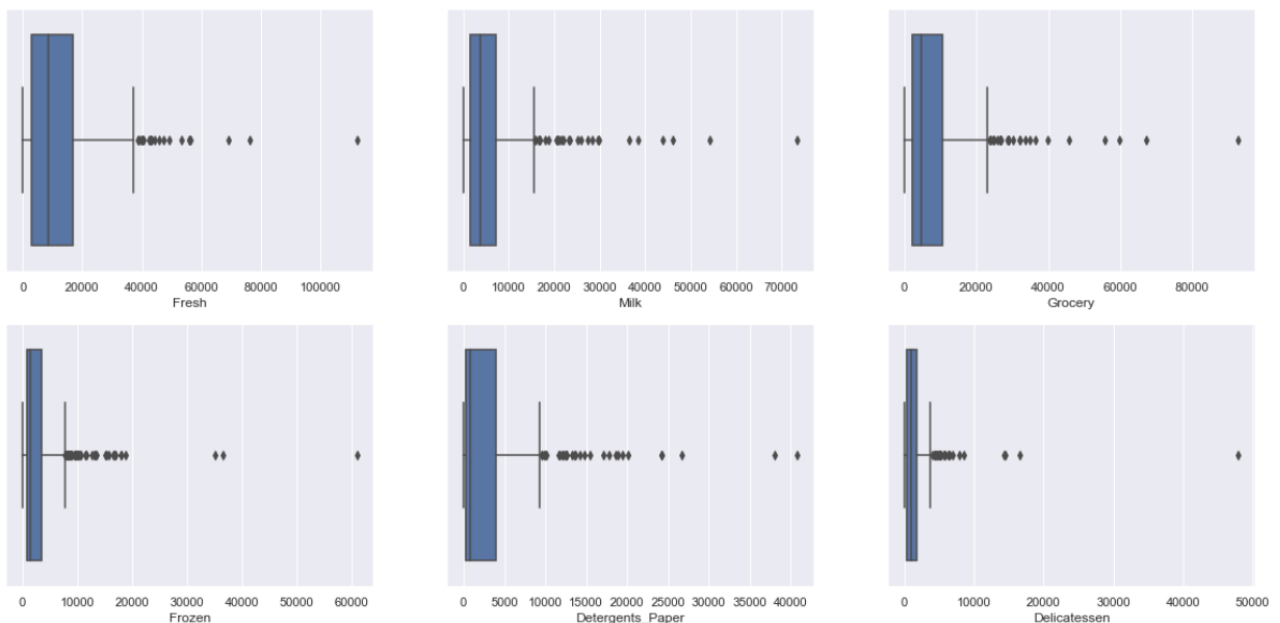 0 20000 40000 60000 80000 100000
Fresh
0 10000 20000 30000 40000 50000 60000 70000
Milk
0 20000 40000 60000 80000
Grocery
0 10000 20000 30000 40000 50000 60000
Frozen
0 5000 10000 15000 20000 25000 30000 35000 40000
Detergents_Paper
0 10000 20000 30000 40000 50000
Delicatessen